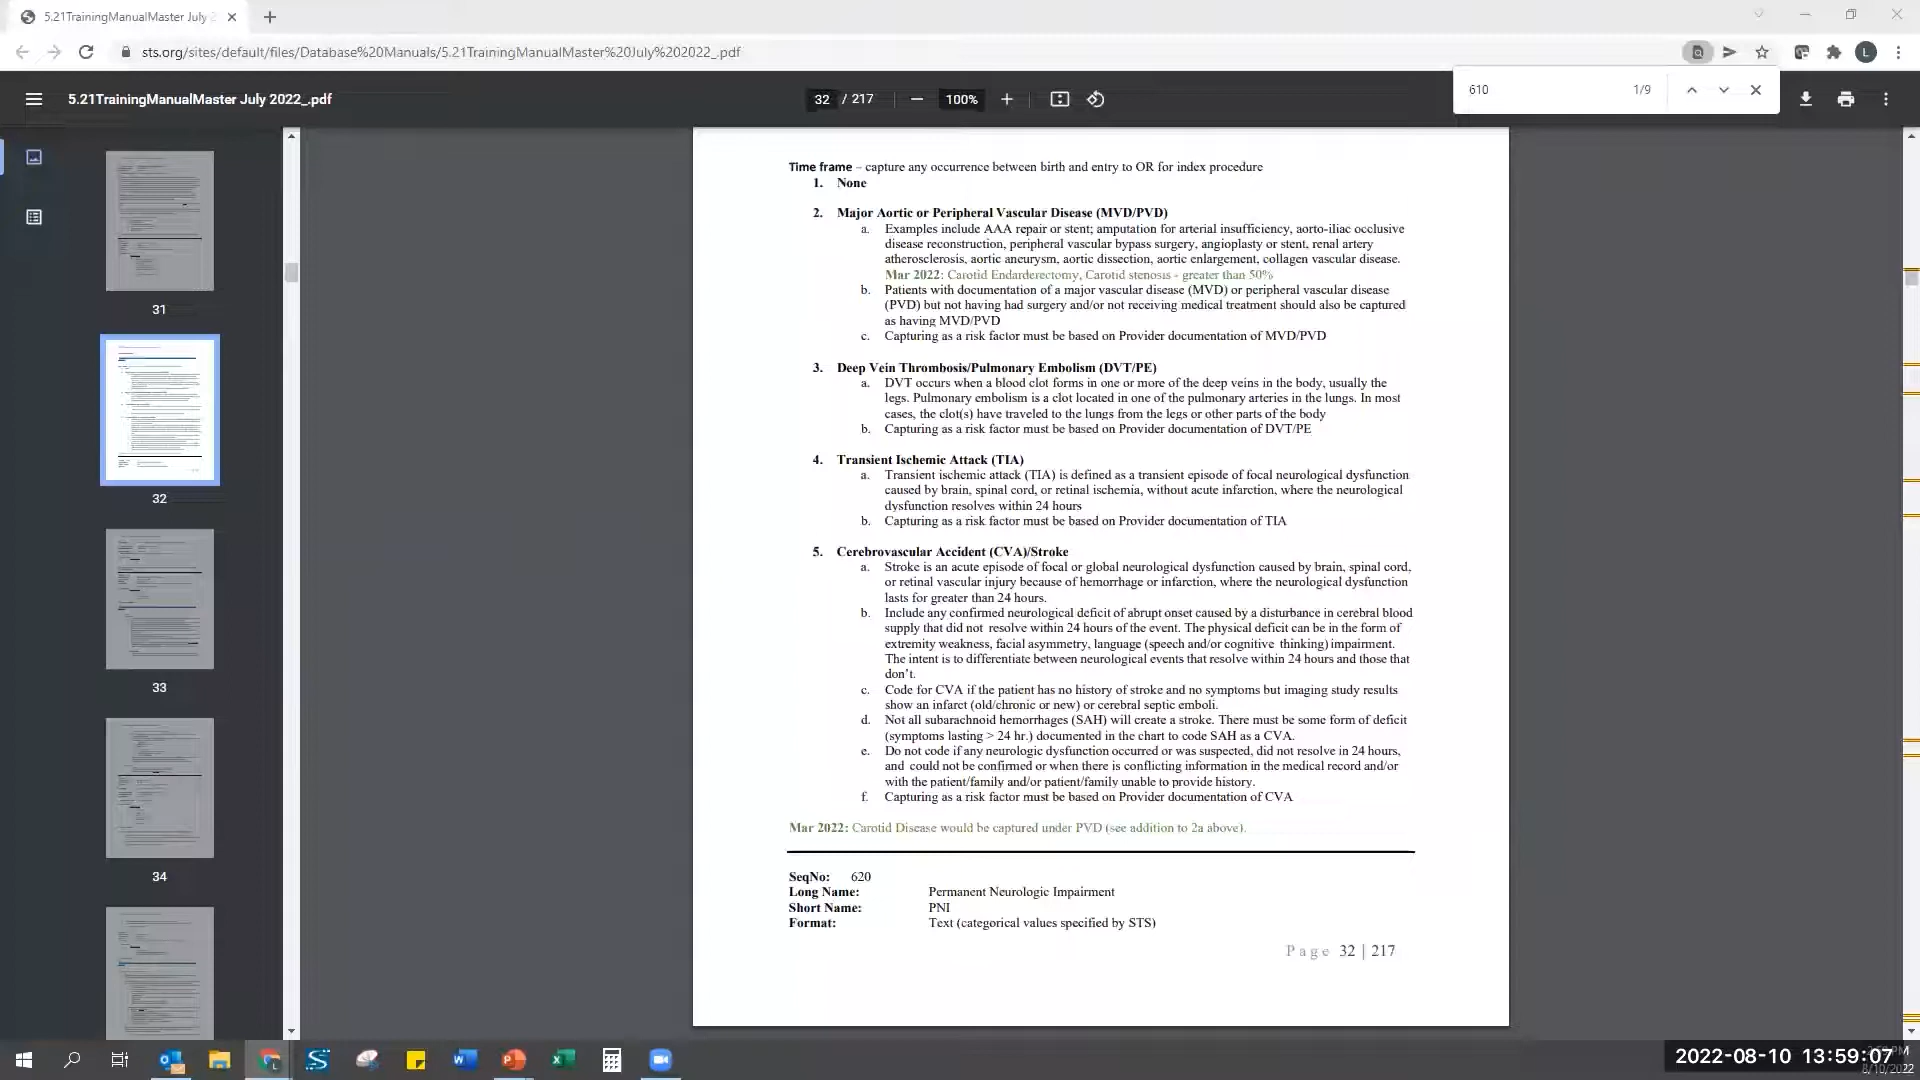 5.21TrainingManualMaster July 2
sts.org/sites/default/files/Database%20Manuals/5.21TrainingManualMaster%20July%202022_.pdf
L
5.21TrainingManualMaster July 2022_.pdf
32 / 217
100%
610
1/9
31
32
33
34
Time frame – capture any occurrence between birth and entry to OR for index procedure
1. None
2. Major Aortic or Peripheral Vascular Disease (MVD/PVD)
a. Examples include AAA repair or stent; amputation for arterial insufficiency, aorto-iliac occlusive
disease reconstruction, peripheral vascular bypass surgery, angioplasty or stent, renal artery
atherosclerosis, aortic aneurysm, aortic dissection, aortic enlargement, collagen vascular disease.
Mar 2022: Carotid Endarderectomy, Carotid stenosis - greater than 50%
b. Patients with documentation of a major vascular disease (MVD) or peripheral vascular disease
(PVD) but not having had surgery and/or not receiving medical treatment should also be captured
as having MVD/PVD
c. Capturing as a risk factor must be based on Provider documentation of MVD/PVD
3. Deep Vein Thrombosis/Pulmonary Embolism (DVT/PE)
a. DVT occurs when a blood clot forms in one or more of the deep veins in the body, usually the
legs. Pulmonary embolism is a clot located in one of the pulmonary arteries in the lungs. In most
cases, the clot(s) have traveled to the lungs from the legs or other parts of the body
b. Capturing as a risk factor must be based on Provider documentation of DVT/PE
4. Transient Ischemic Attack (TIA)
a. Transient ischemic attack (TIA) is defined as a transient episode of focal neurological dysfunction
caused by brain, spinal cord, or retinal ischemia, without acute infarction, where the neurological
dysfunction resolves within 24 hours
b. Capturing as a risk factor must be based on Provider documentation of TIA
5. Cerebrovascular Accident (CVA)/Stroke
a. Stroke is an acute episode of focal or global neurological dysfunction caused by brain, spinal cord,
or retinal vascular injury because of hemorrhage or infarction, where the neurological dysfunction
lasts for greater than 24 hours.
b. Include any confirmed neurological deficit of abrupt onset caused by a disturbance in cerebral blood
supply that did not resolve within 24 hours of the event. The physical deficit can be in the form of
extremity weakness, facial asymmetry, language (speech and/or cognitive thinking) impairment.
The intent is to differentiate between neurological events that resolve within 24 hours and those that
don't.
c. Code for CVA if the patient has no history of stroke and no symptoms but imaging study results
show an infarct (old/chronic or new) or cerebral septic emboli.
d. Not all subarachnoid hemorrhages (SAH) will create a stroke. There must be some form of deficit
(symptoms lasting > 24 hr.) documented in the chart to code SAH as a CVA.
e. Do not code if any neurologic dysfunction occurred or was suspected, did not resolve in 24 hours,
and could not be confirmed or when there is conflicting information in the medical record and/or
with the patient/family and/or patient/family unable to provide history.
f. Capturing as a risk factor must be based on Provider documentation of CVA
Mar 2022: Carotid Disease would be captured under PVD (see addition to 2a above).
SeqNo: 620
Long Name: Permanent Neurologic Impairment
Short Name: PNI
Format: Text (categorical values specified by STS)
Page 32 | 217
2022-08-10 13:59:07
8/10/2022